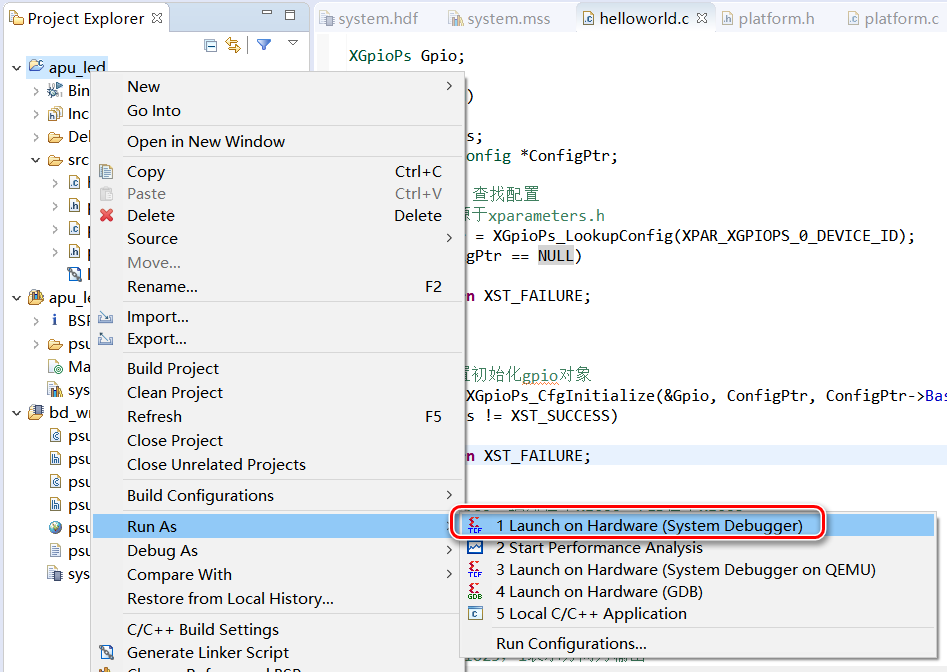 Project Explorer
system.hdf
system.mss
helloworld.c
platform.h
platform.c
apu_led
Bin
Inc
De
src
apu_le
BSP
psu
Ma
sys
bd_w
psu
psu
psu
psu
psu
psu
sys
New
Go Into
Open in New Window
Copy Ctrl+C
Paste Ctrl+V
Delete Delete
Source
Move...
Rename... F2
Import...
Export...
Build Project
Clean Project
Refresh F5
Close Project
Close Unrelated Projects
Build Configurations
Run As
Debug As
Compare With
Restore from Local History...
C/C++ Build Settings
Generate Linker Script
XGpioPs Gpio;
)
s;
onfig *ConfigPtr;
查找配置
于xparameters.h
= XGpioPs_LookupConfig(XPAR_XGPIOPS_0_DEVICE_ID);
gPtr == NULL)
n XST_FAILURE;
初始化gpio对象
XGpioPs_CfgInitialize(&Gpio, ConfigPtr, ConfigPtr->Bas
s != XST_SUCCESS)
n XST_FAILURE;
1 Launch on Hardware (System Debugger)
2 Start Performance Analysis
3 Launch on Hardware (System Debugger on QEMU)
4 Launch on Hardware (GDB)
5 Local C/C++ Application
Run Configurations...